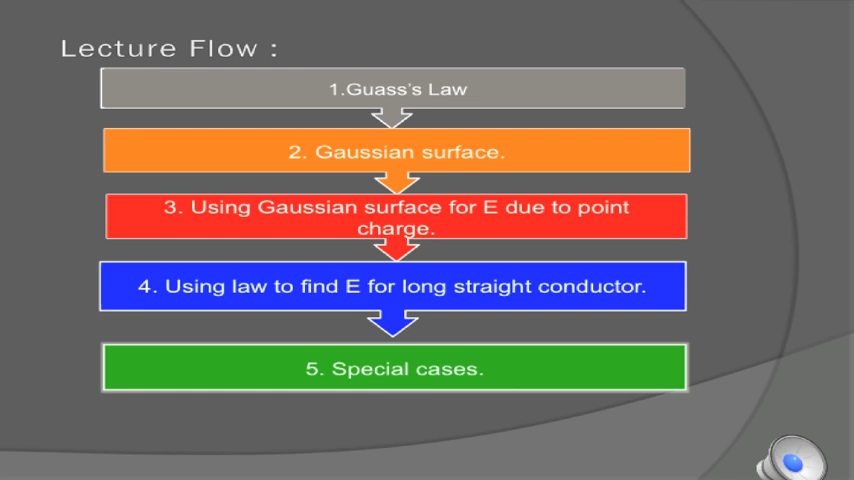 Lecture Flow :
1.Guass's Law
2. Gaussian surface.
3. Using Gaussian surface for E due to point
charge.
4. Using law to find E for long straight conductor.
5. Special cases.